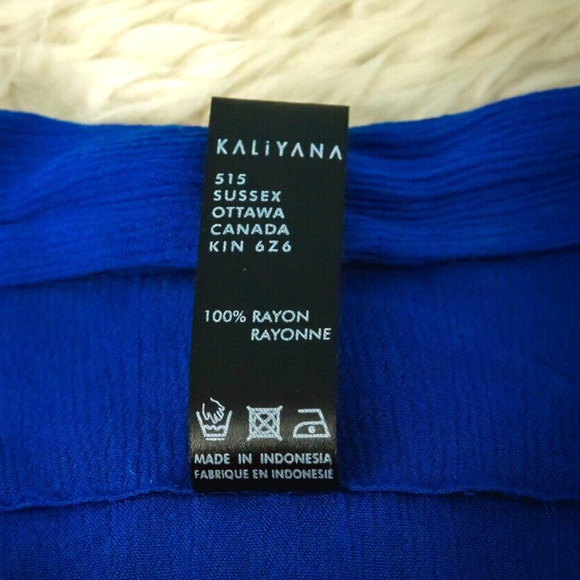 KALiYANA
515
SUSSEX
OTTAWA
CANADA
KIN 6Z6
100% RAYON
RAYONNE
MADE IN INDONESIA
FABRIQUE EN INDONESIE